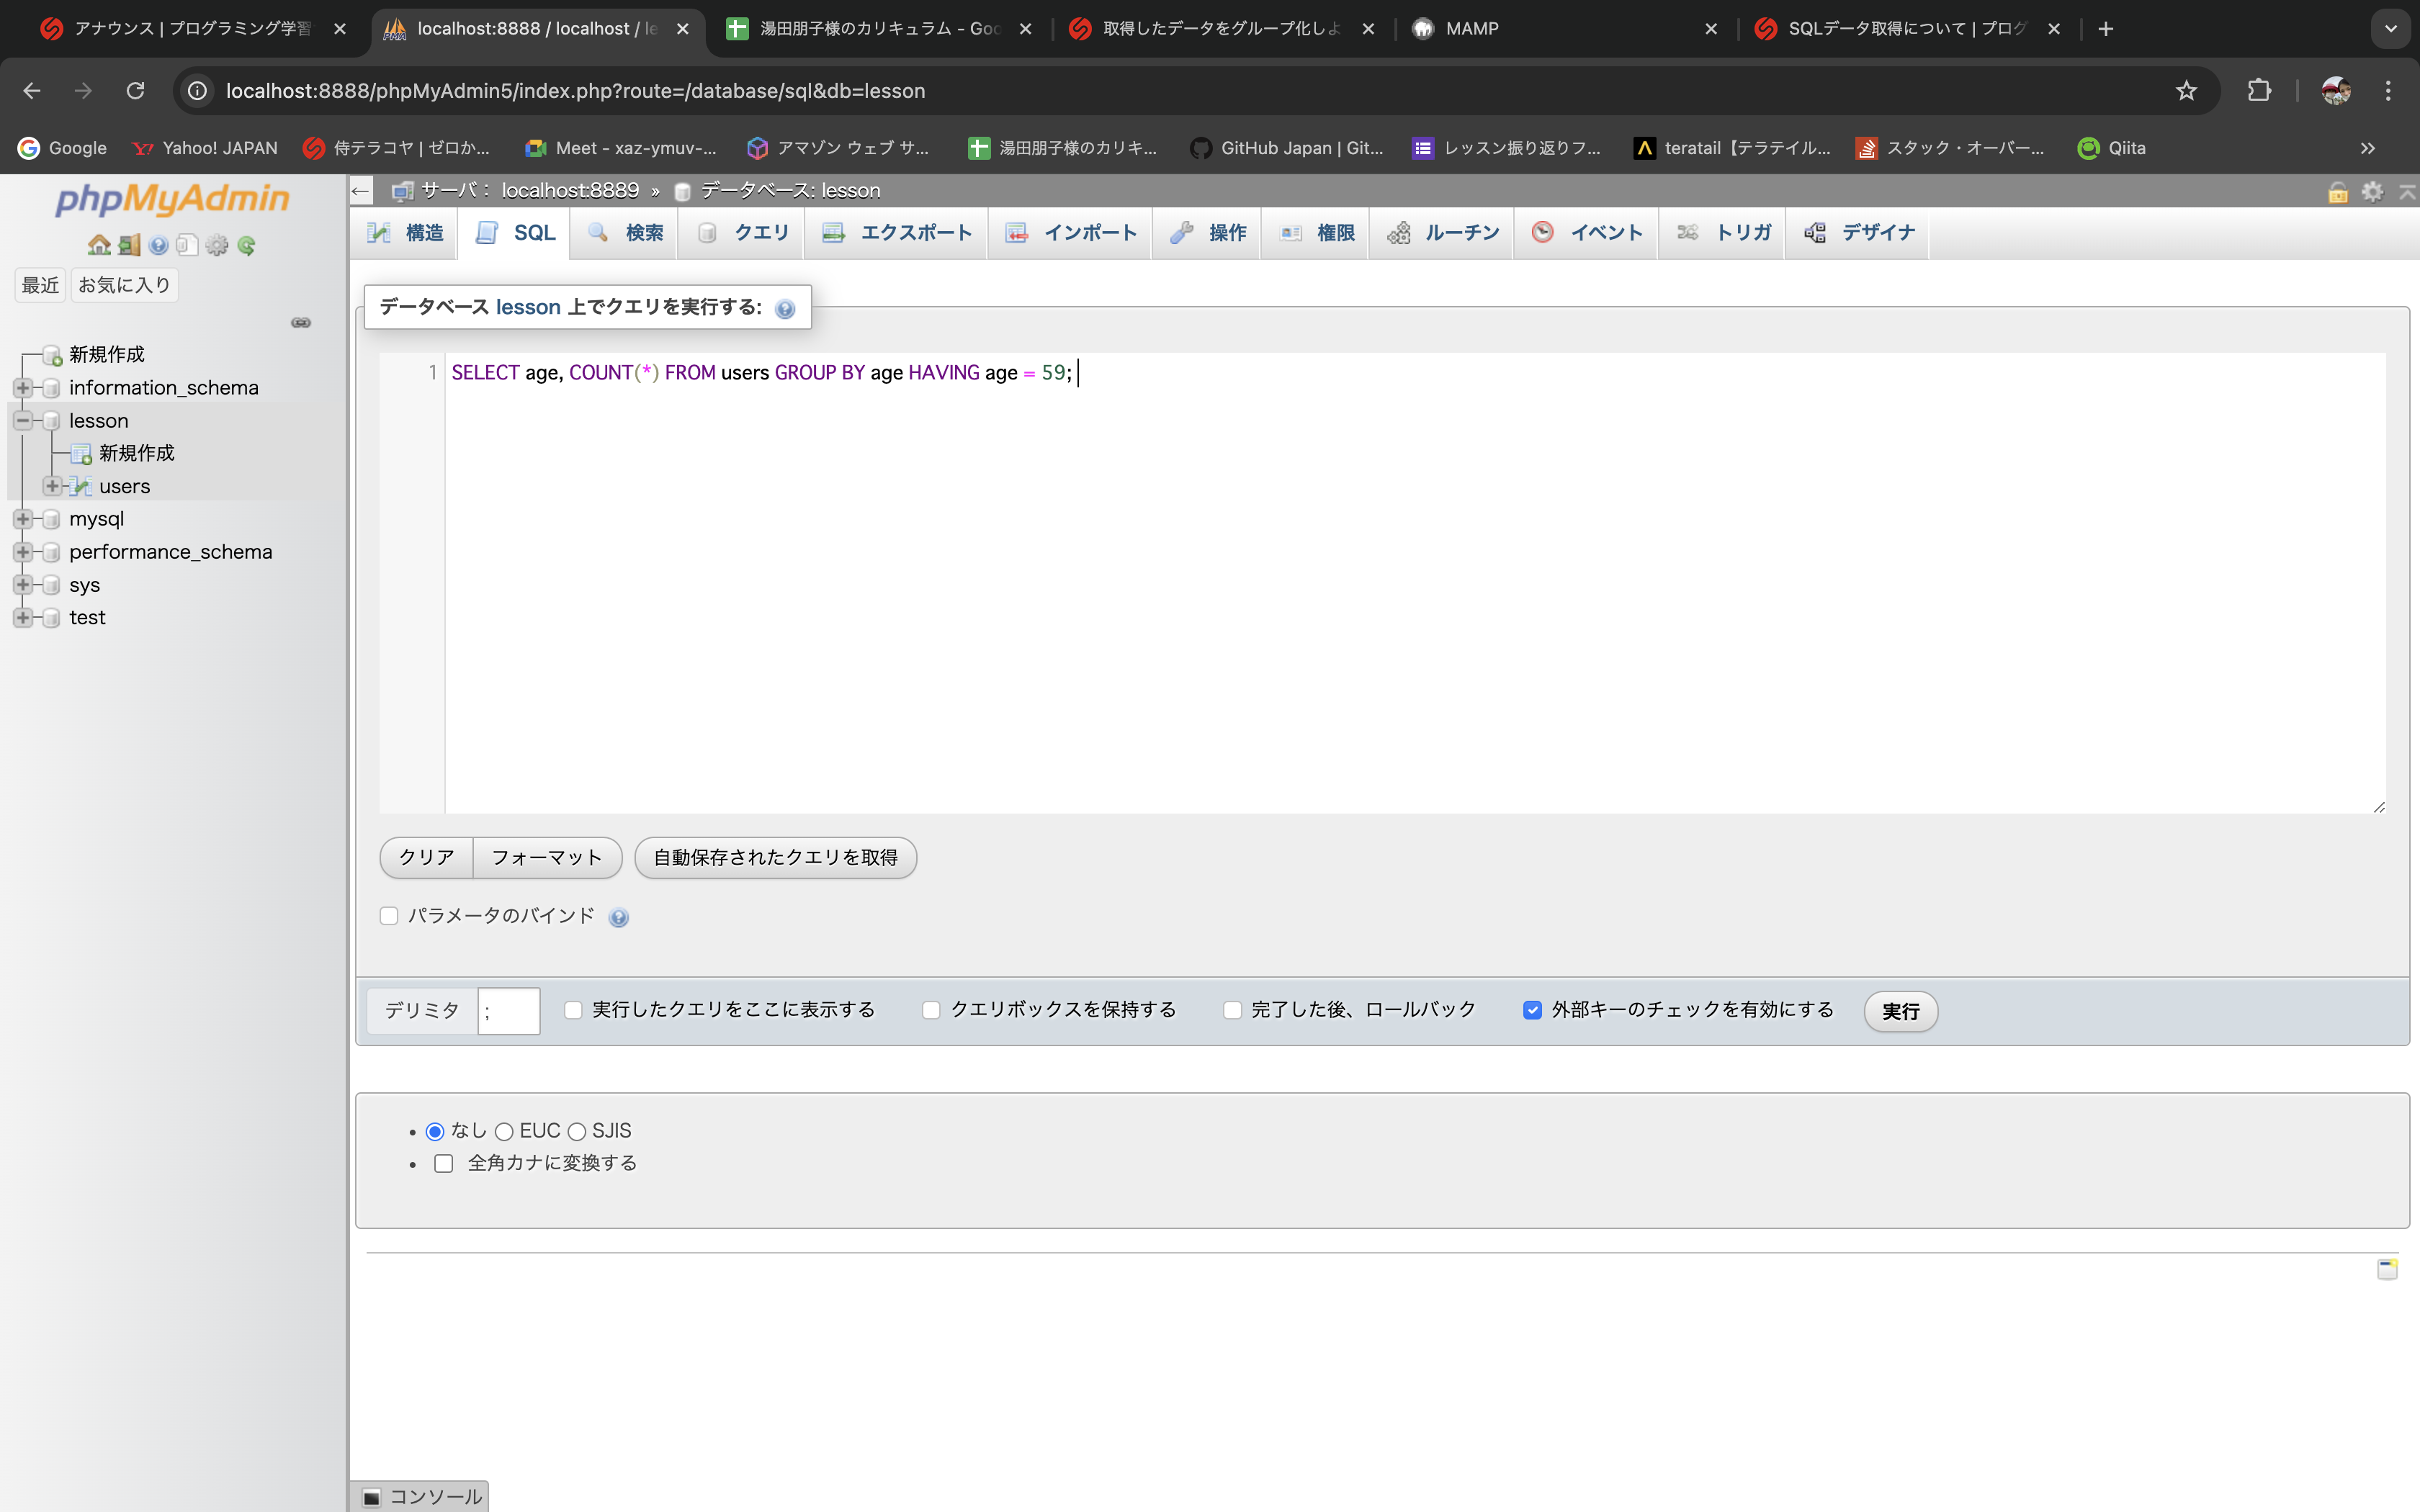 アナウンス | プログラミング学習
localhost:8888 / localhost / le
湯田朋子様のカリキュラム - Goo
取得したデータをグループ化しよ
MAMP
SQLデータ取得について | プログ
localhost:8888/phpMyAdmin5/index.php?route=/database/sql&db=lesson
Google
Yahoo! JAPAN
侍テラコヤ | ゼロか...
Meet - xaz-ymuv-...
アマゾン ウェブ サ...
湯田朋子様のカリキ...
GitHub Japan | Git...
レッスン振り返りフ...
teratail【テラテイル...
スタック・オーバー...
Qiita
phpMyAdmin
サーバ: localhost:8889 » データベース: lesson
構造
SQL
検索
クエリ
エクスポート
インポート
操作
権限
ルーチン
イベント
トリガ
デザイナ
最近
お気に入り
新規作成
information_schema
lesson
新規作成
users
mysql
performance_schema
sys
test
データベース lesson 上でクエリを実行する:
1
SELECT age, COUNT(*) FROM users GROUP BY age HAVING age = 59;
クリア
フォーマット
自動保存されたクエリを取得
パラメータのバインド
デリミタ
;
実行したクエリをここに表示する
クエリボックスを保持する
完了した後、ロールバック
外部キーのチェックを有効にする
実行
なし EUC SJIS
全角カナに変換する
コンソール